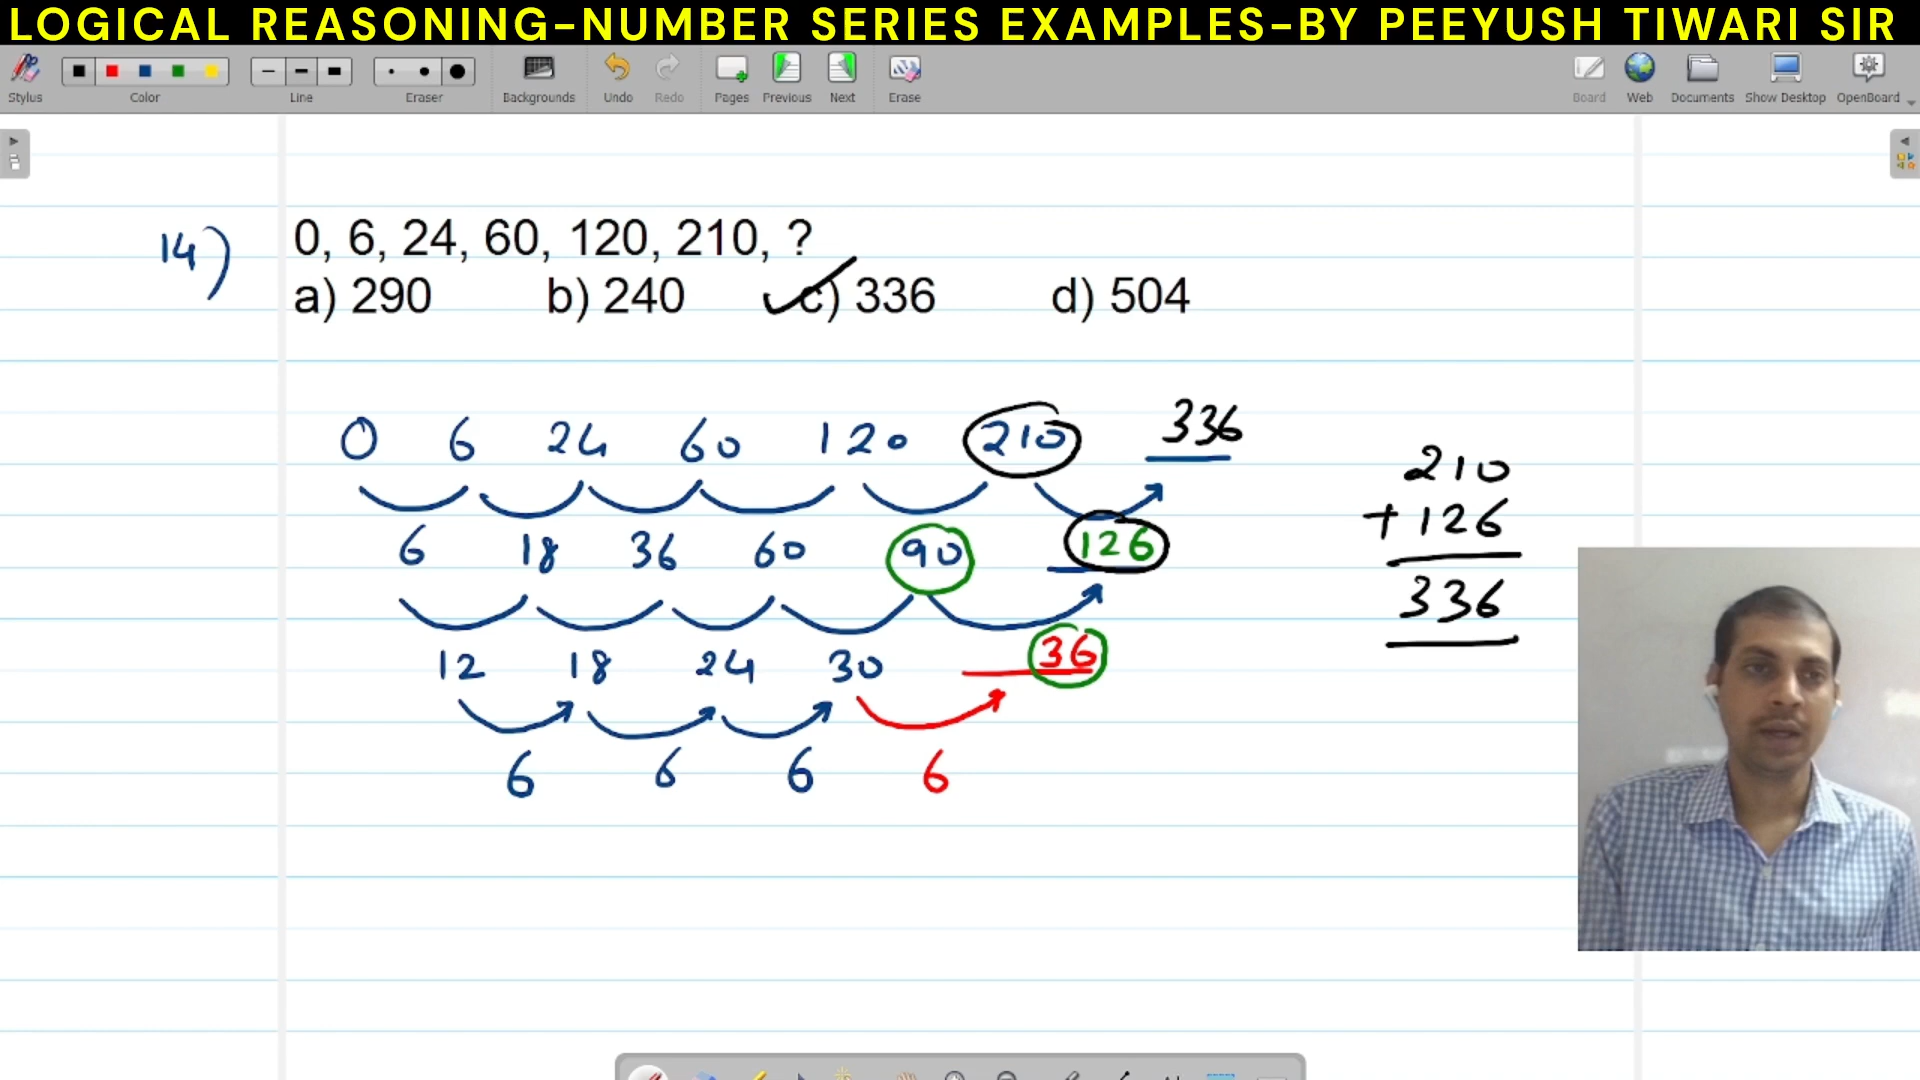 LOGICAL REASONING-NUMBER SERIES EXAMPLES-BY PEEYUSH TIWARI SIR
Stylus Color Line Eraser Backgrounds Undo Redo Pages Previous Next Erase Board Web Documents Show Desktop OpenBoard
14) 0, 6, 24, 60, 120, 210, ?
a) 290 b) 240 c) 336 d) 504
0 6 24 60 120 210 336
6 18 36 60 90 126
12 18 24 30 36
6 6 6 6
210
+ 126
336